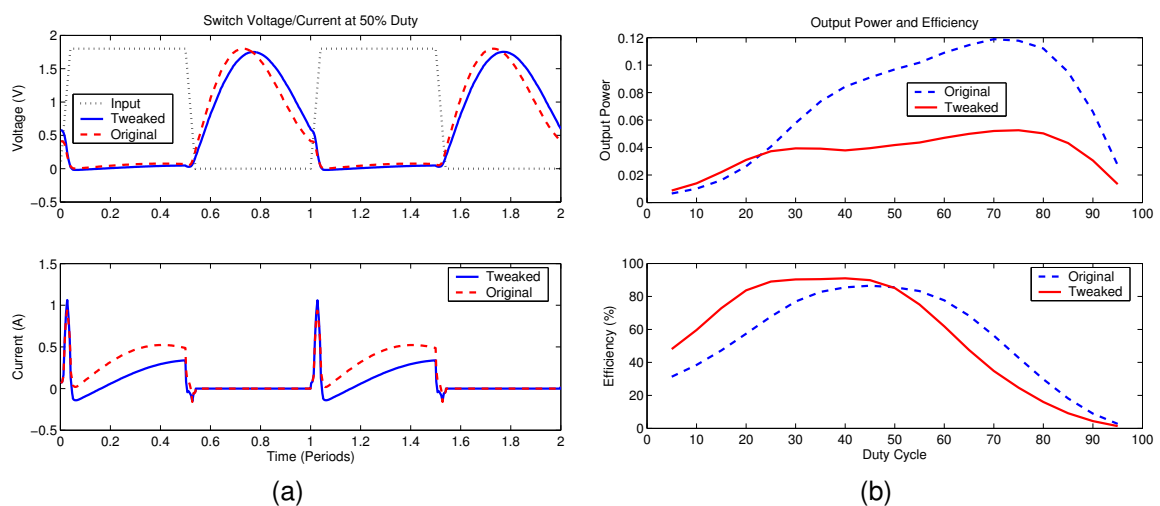 Switch Voltage/Current at 50% Duty
Voltage (V)
2
1.5
1
0.5
0
−0.5
Input
Tweaked
Original
0 0.2 0.4 0.6 0.8 1 1.2 1.4 1.6 1.8 2
Current (A)
1.5
1
0.5
0
−0.5
Tweaked
Original
0 0.2 0.4 0.6 0.8 1 1.2 1.4 1.6 1.8 2
Time (Periods)
(a)
Output Power and Efficiency
Output Power
0.12
0.1
0.08
0.06
0.04
0.02
0
Original
Tweaked
0 10 20 30 40 50 60 70 80 90 100
Efficiency (%)
100
80
60
40
20
0
Original
Tweaked
0 10 20 30 40 50 60 70 80 90 100
Duty Cycle
(b)